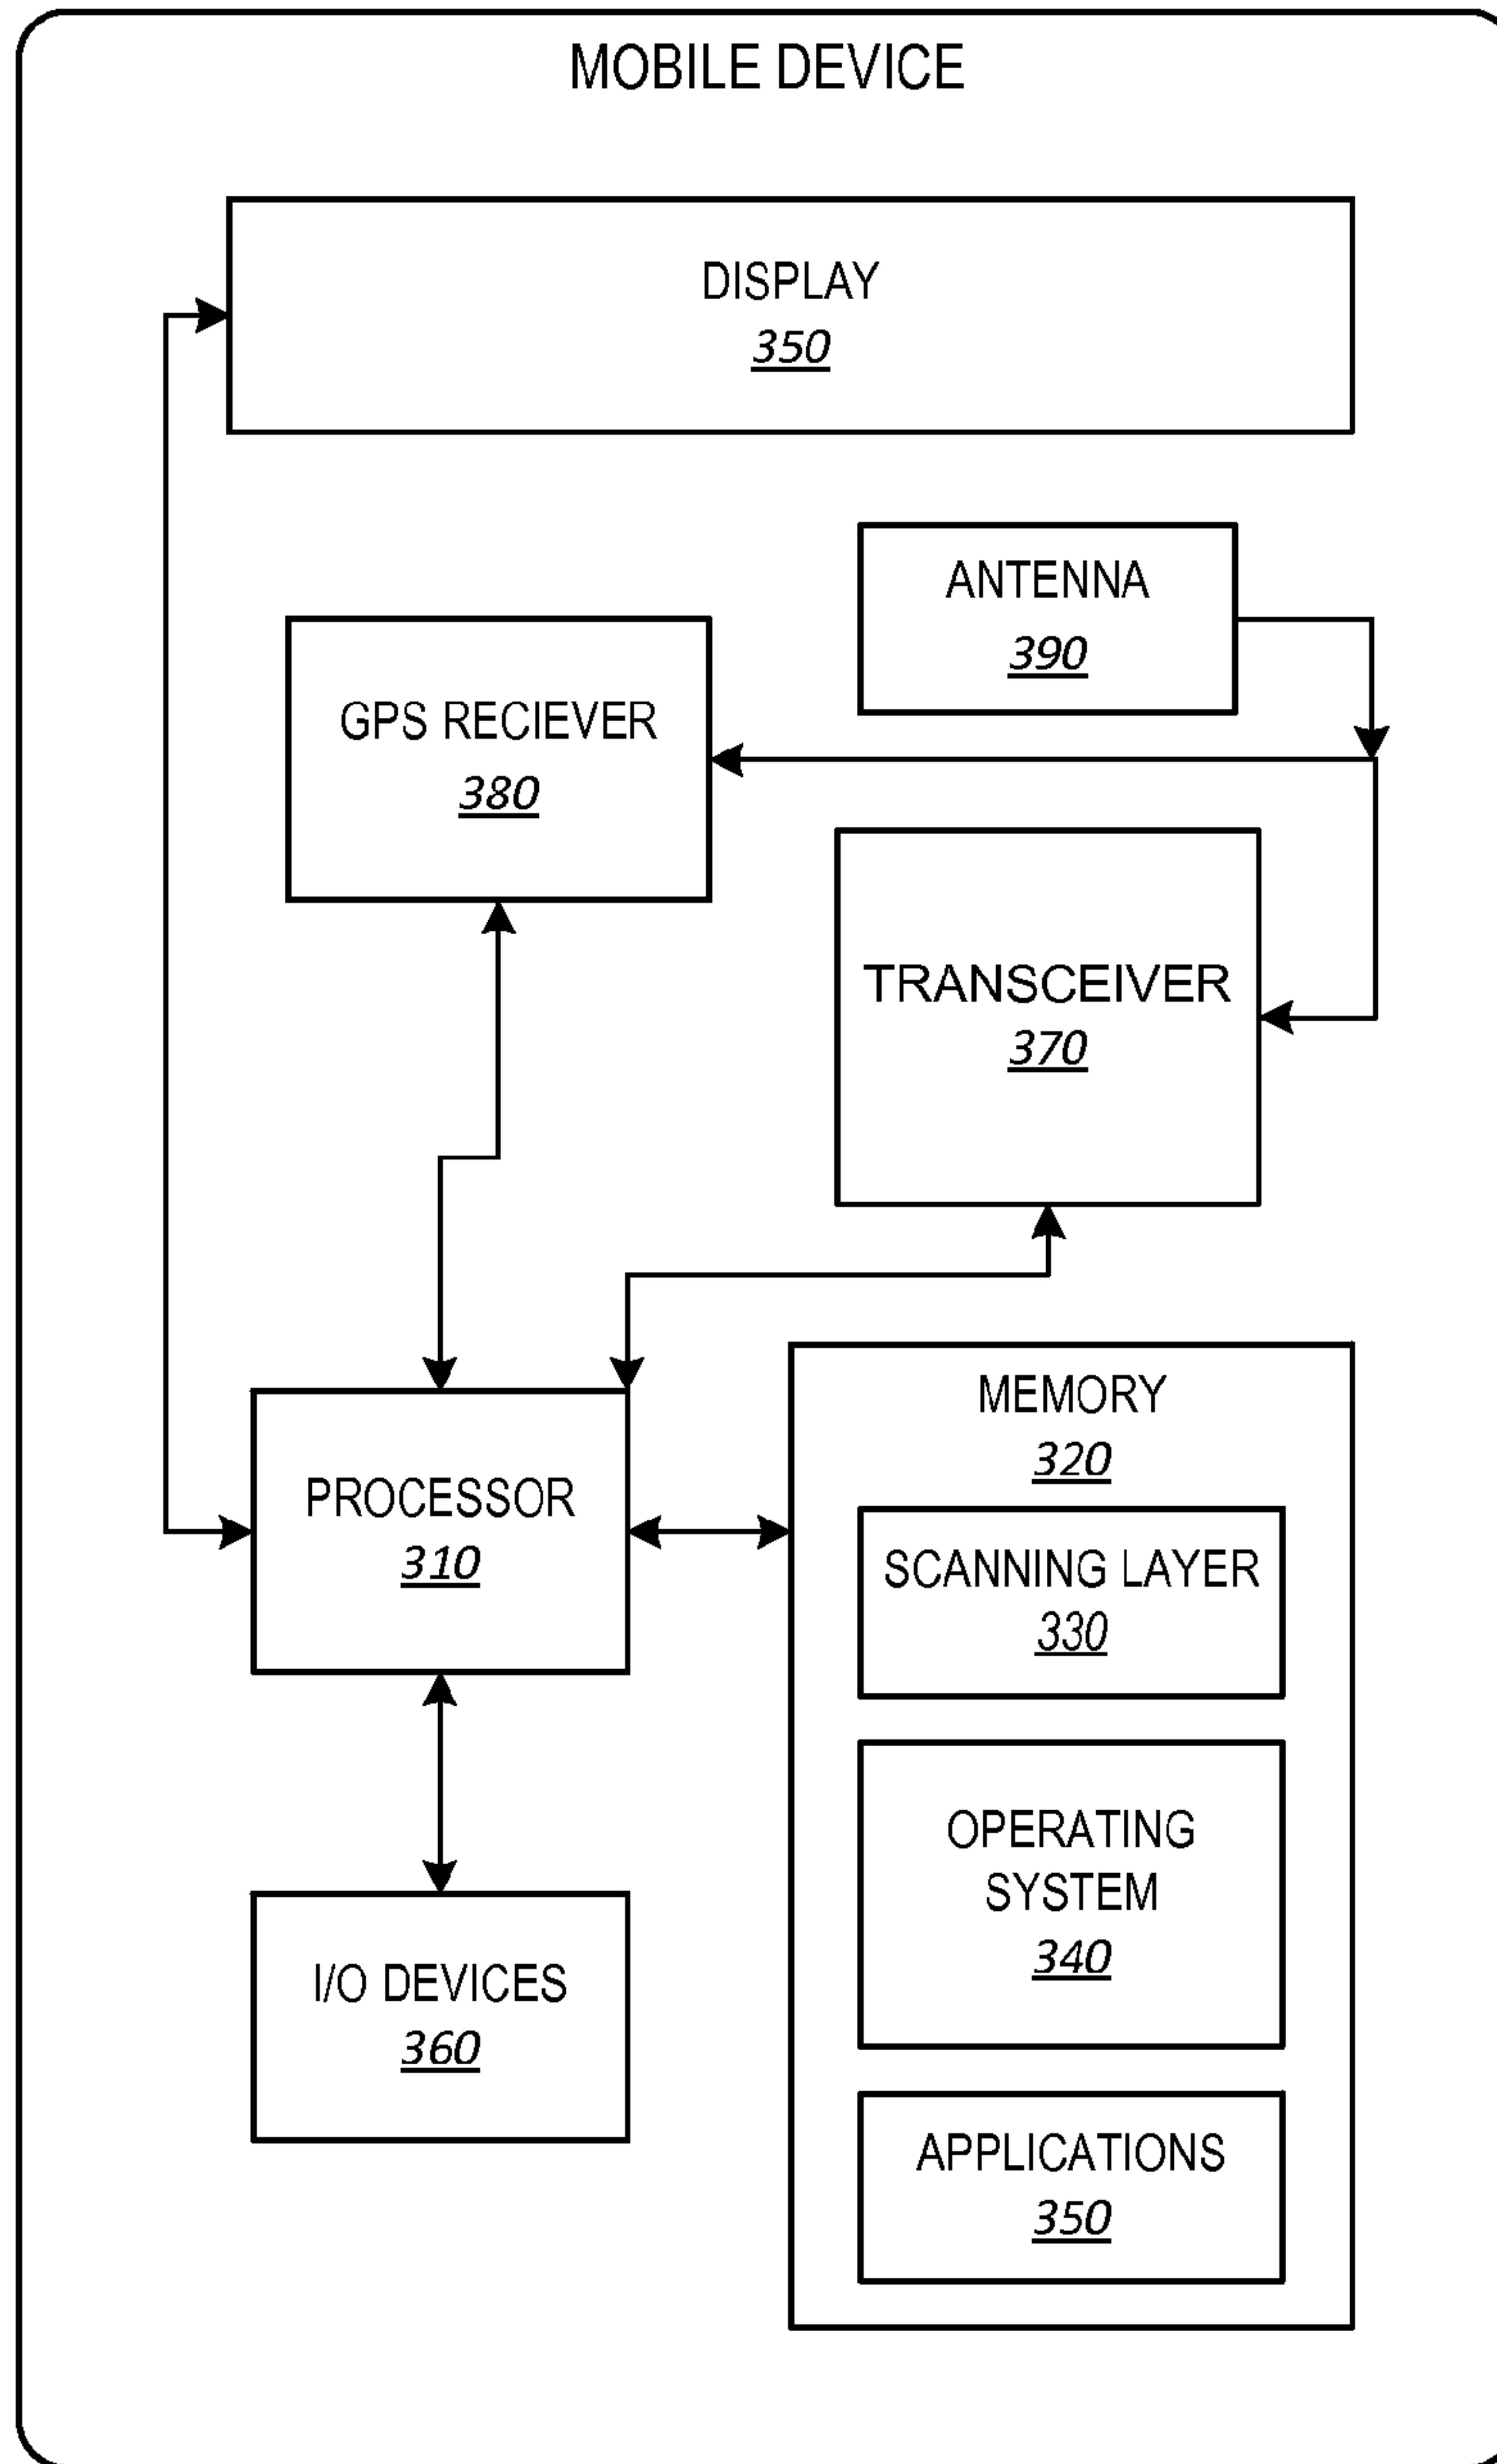 MOBILE DEVICE
DISPLAY
350
ANTENNA
390
GPS RECIEVER
380
TRANSCEIVER
370
PROCESSOR
310
MEMORY
320
SCANNING LAYER
330
OPERATING
SYSTEM
340
I/O DEVICES
360
APPLICATIONS
350